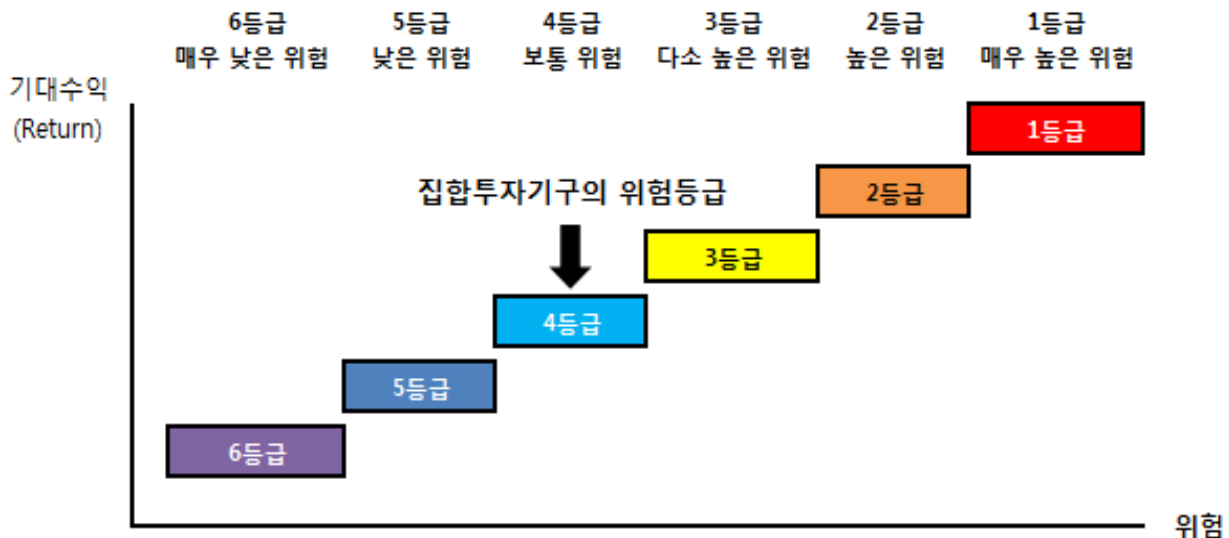 6등급 5등급 4등급 3등급 2등급 1등급
매우 낮은 위험 낮은 위험 보통 위험 다소 높은 위험 높은 위험 매우 높은 위험
기대수익
(Return)
1등급
집합투자기구의 위험등급
2등급
3등급
4등급
5등급
6등급
위험